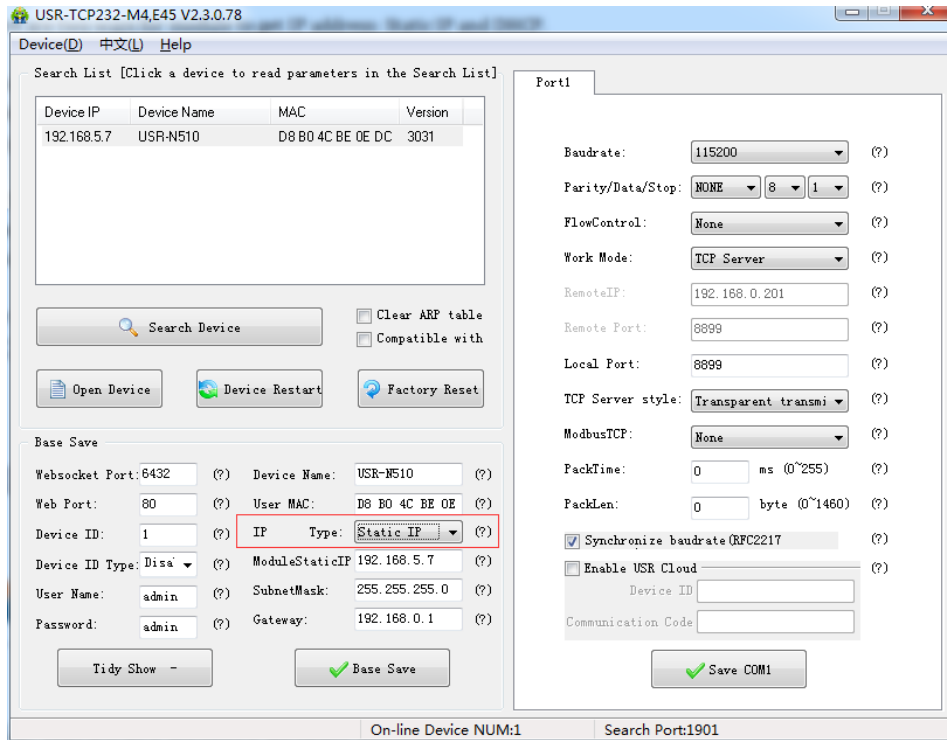 USR-TCP232-M4,E45 V2.3.0.78
Device(D) 中文(L) Help
Search List [Click a device to read parameters in the Search List]
Device IP Device Name MAC Version
192.168.5.7 USR-N510 D8 B0 4C BE 0E DC 3031
Search Device
Clear ARP table
Compatible with
Open Device
Device Restart
Factory Reset
Base Save
Websocket Port: 6432 (?) Device Name: USR-N510 (?)
Web Port: 80 (?) User MAC: D8 B0 4C BE 0E (?)
Device ID: 1 (?) IP Type: Static IP (?)
Device ID Type: Disa (?) ModuleStaticIP 192.168.5.7 (?)
User Name: admin (?) SubnetMask: 255.255.255.0 (?)
Password: admin (?) Gateway: 192.168.0.1 (?)
Tidy Show -
Base Save
Port1
Baudrate: 115200 (?)
Parity/Data/Stop: NONE 8 1 (?)
FlowControl: None (?)
Work Mode: TCP Server (?)
RemoteIP: 192.168.0.201 (?)
Remote Port: 8899 (?)
Local Port: 8899 (?)
TCP Server style: Transparent transmi (?)
ModbusTCP: None (?)
PackTime: 0 ms (0~255) (?)
PackLen: 0 byte (0~1460) (?)
Synchronize baudrate(RFC2217 (?)
Enable USR Cloud (?)
Device ID
Communication Code
Save COM1
On-line Device NUM:1 Search Port:1901